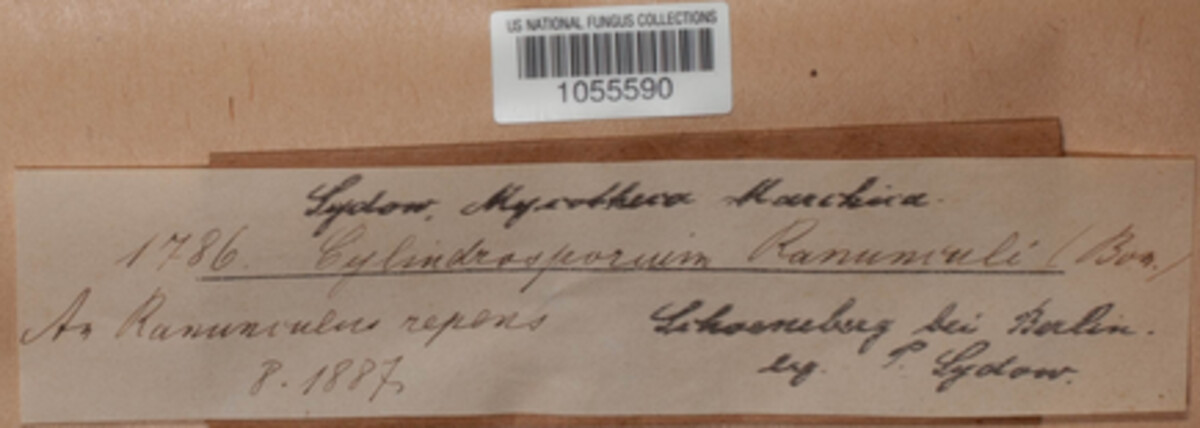 US NATIONAL FUNGUS COLLECTIONS
1055590
Sydow, Mycotheca Marchica.
1786. Cylindrosporium Ranunculi (Bon.)
An Ranunculus repens
Schoeneberg bei Berlin.
8. 1887,
leg. P. Sydow.